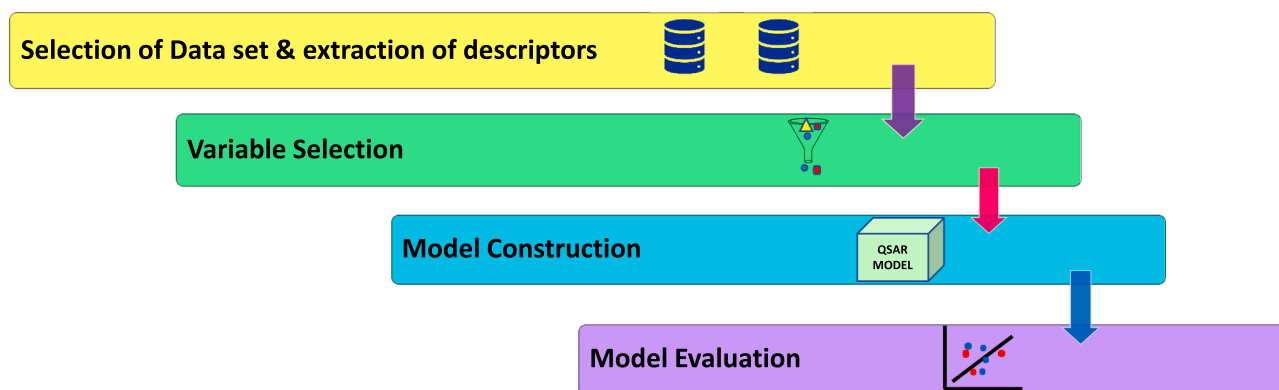 Selection of Data set & extraction of descriptors
Variable Selection
Model Construction
QSAR
MODEL
Model Evaluation